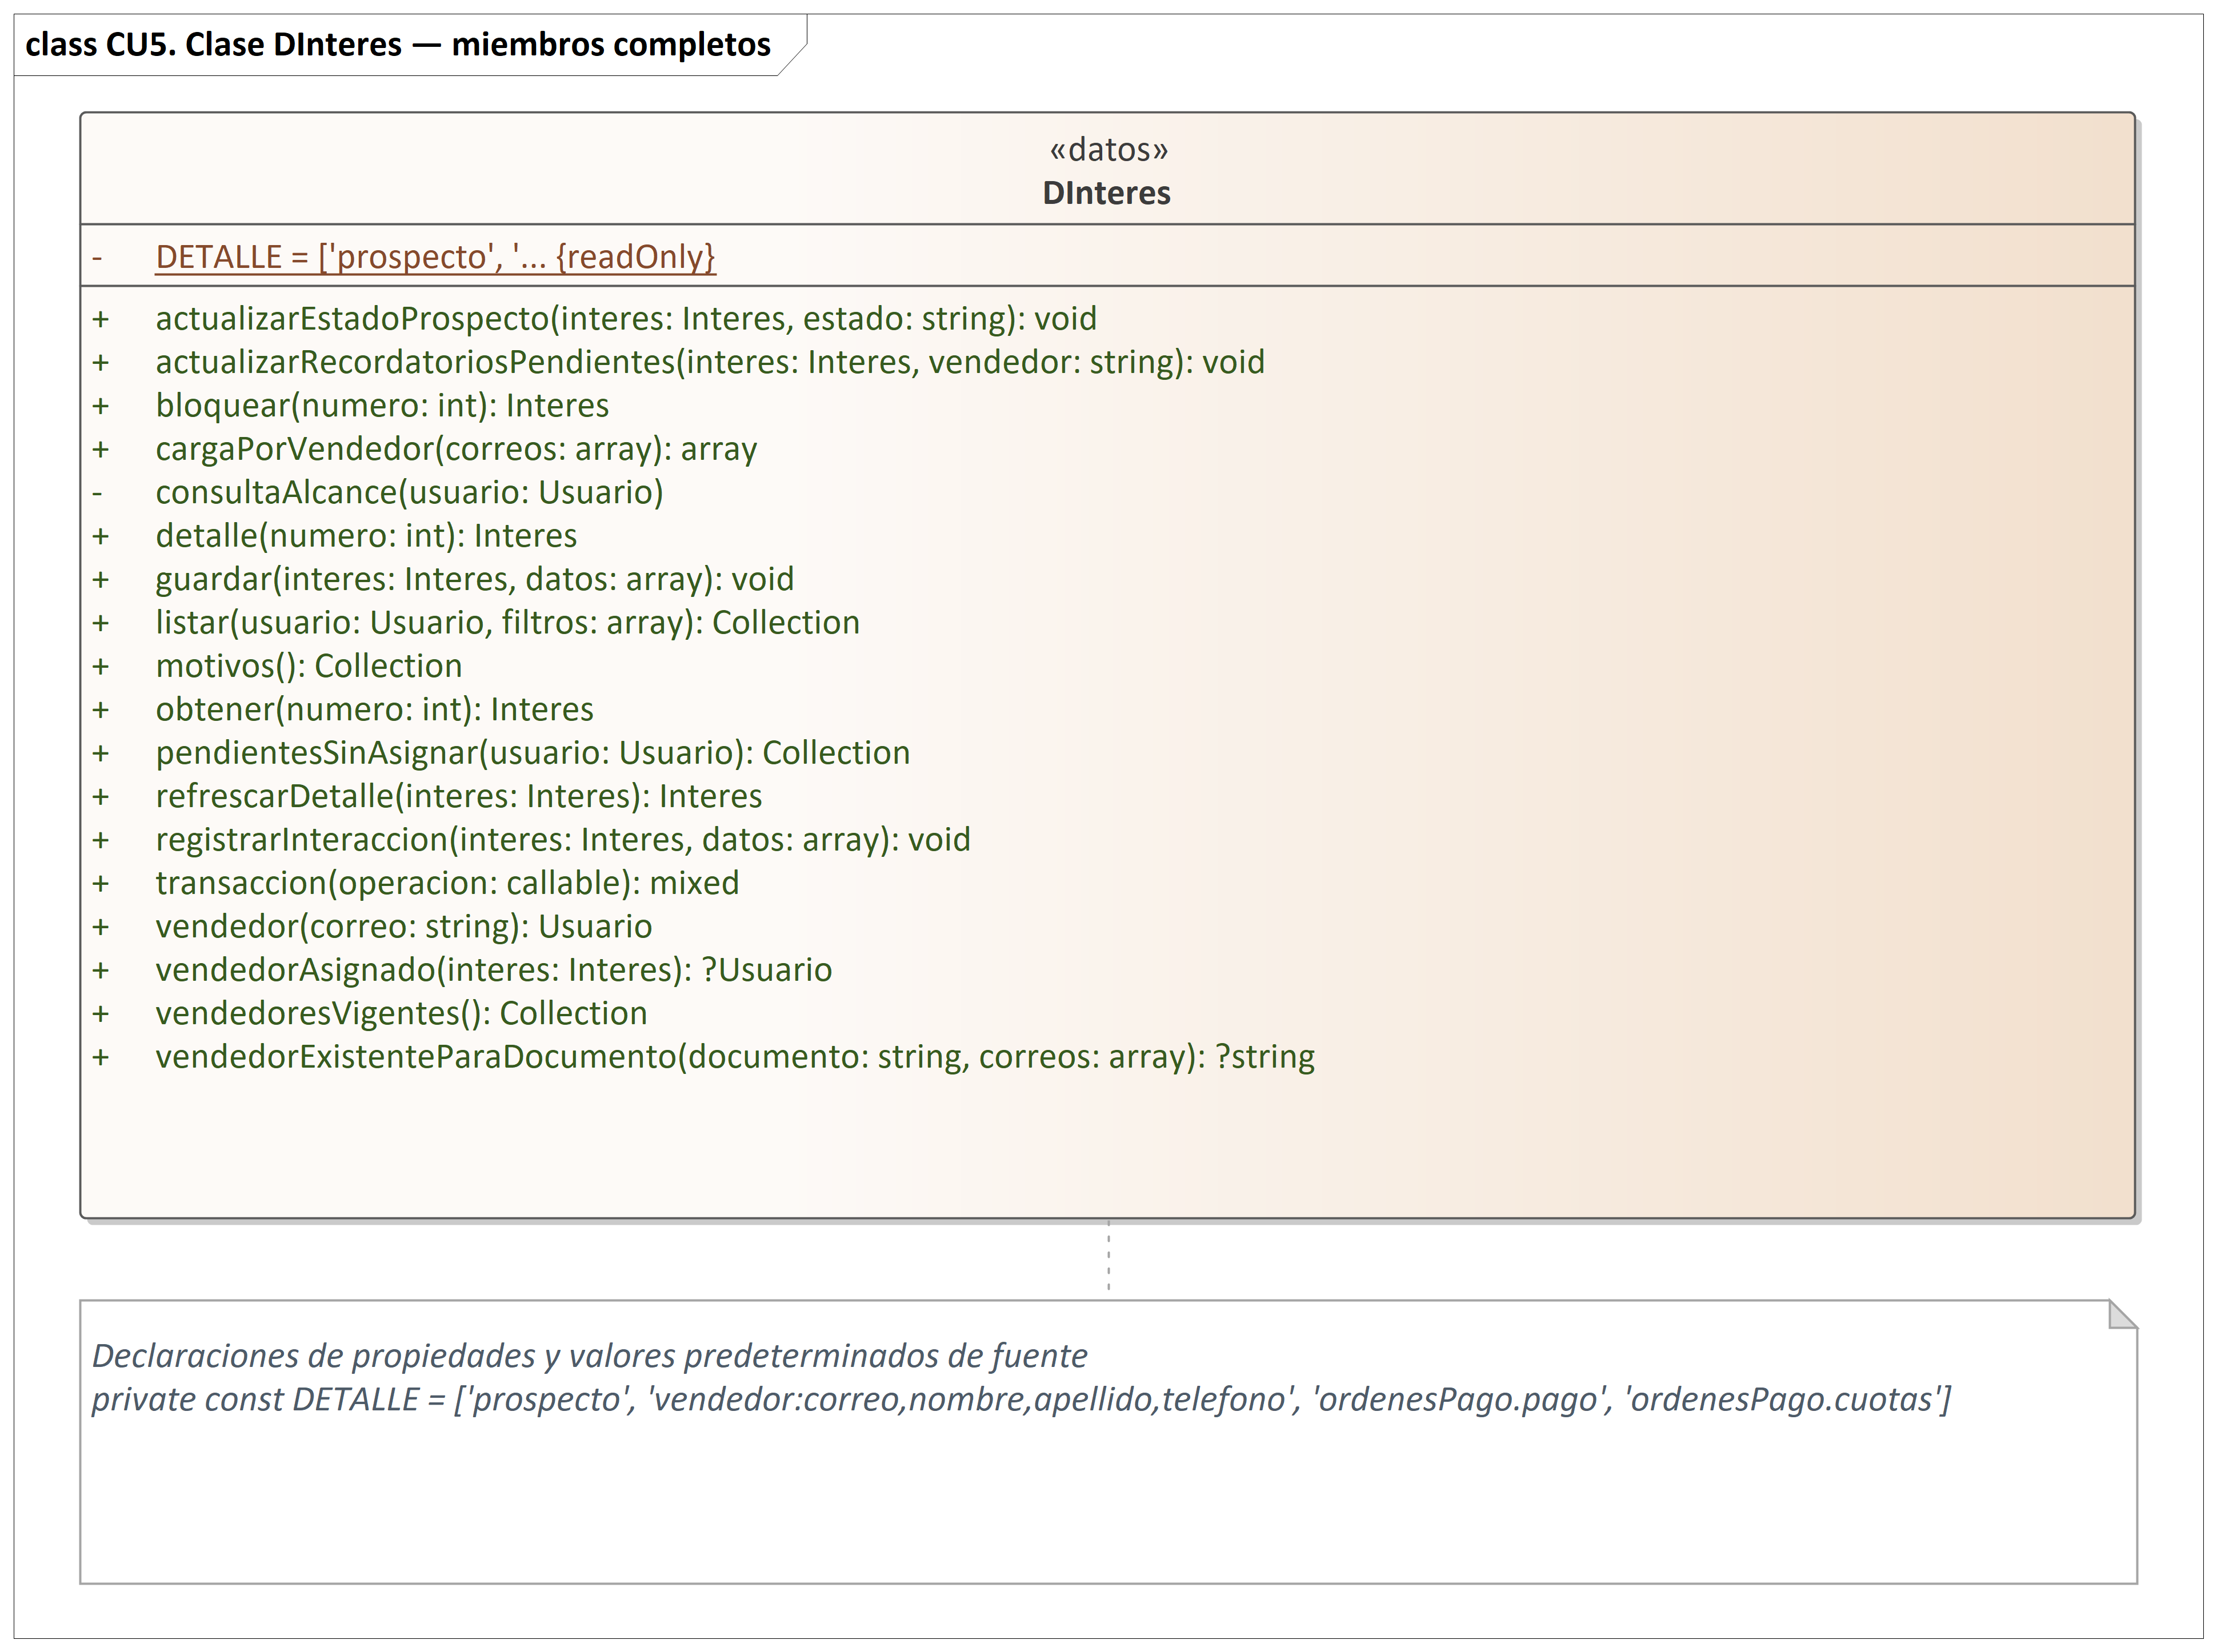 class CU5. Clase DInteres — miembros completos
«datos»
DInteres
- DETALLE = ['prospecto', '... {readOnly}
+ actualizarEstadoProspecto(interes: Interes, estado: string): void
+ actualizarRecordatoriosPendientes(interes: Interes, vendedor: string): void
+ bloquear(numero: int): Interes
+ cargaPorVendedor(correos: array): array
- consultaAlcance(usuario: Usuario)
+ detalle(numero: int): Interes
+ guardar(interes: Interes, datos: array): void
+ listar(usuario: Usuario, filtros: array): Collection
+ motivos(): Collection
+ obtener(numero: int): Interes
+ pendientesSinAsignar(usuario: Usuario): Collection
+ refrescarDetalle(interes: Interes): Interes
+ registrarInteraccion(interes: Interes, datos: array): void
+ transaccion(operacion: callable): mixed
+ vendedor(correo: string): Usuario
+ vendedorAsignado(interes: Interes): ?Usuario
+ vendedoresVigentes(): Collection
+ vendedorExistenteParaDocumento(documento: string, correos: array): ?string
Declaraciones de propiedades y valores predeterminados de fuente
private const DETALLE = ['prospecto', 'vendedor:correo,nombre,apellido,telefono', 'ordenesPago.pago', 'ordenesPago.cuotas']